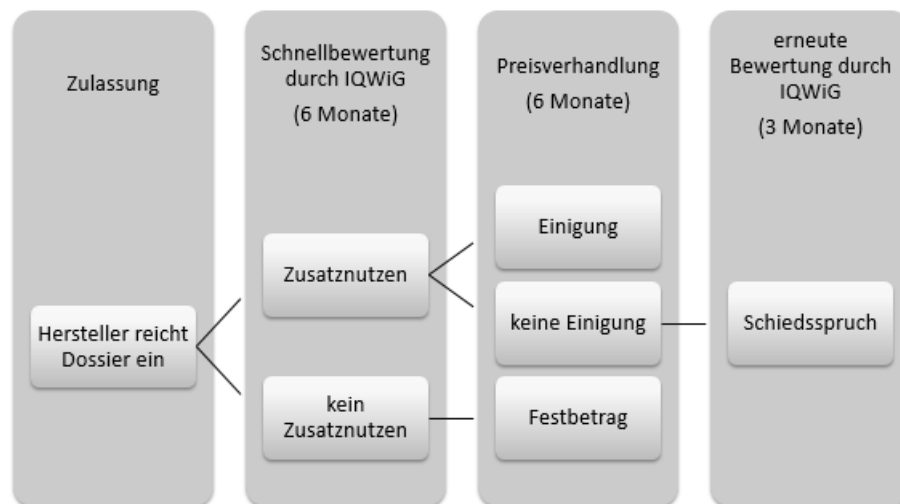 Zulassung
Schnellbewertung
durch IQWiG
(6 Monate)
Preisverhandlung
(6 Monate)
erneute
Bewertung durch
IQWiG
(3 Monate)
Hersteller reicht
Dossier ein
Zusatznutzen
kein
Zusatznutzen
Einigung
keine Einigung
Festbetrag
Schiedsspruch